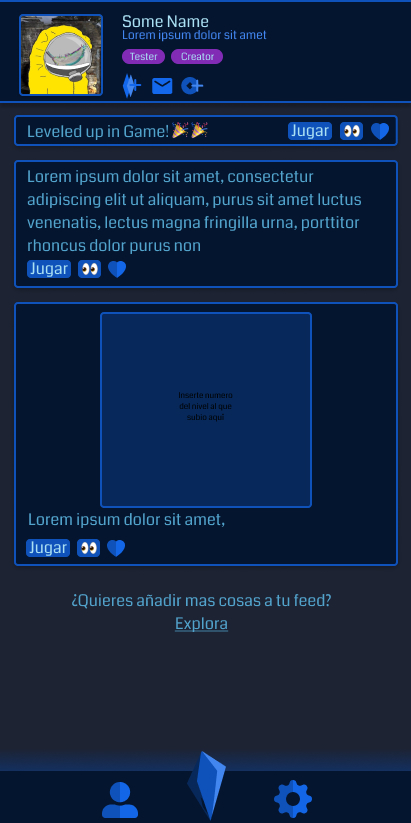 Some Name
Lorem ipsum dolor sit amet
Tester Creator
Leveled up in Game! 🎉🎉 Jugar 👀
Lorem ipsum dolor sit amet, consectetur
adipiscing elit ut aliquam, purus sit amet luctus
venenatis, lectus magna fringilla urna, porttitor
rhoncus dolor purus non
Jugar 👀
Inserte numero
del nivel al que
subio aqui
Lorem ipsum dolor sit amet,
Jugar 👀
¿Quieres añadir mas cosas a tu feed?
Explora